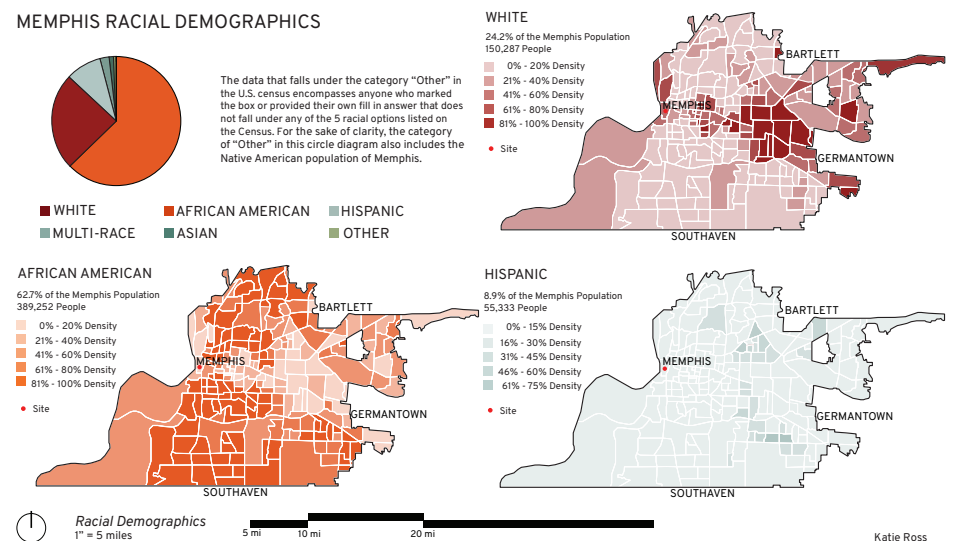 MEMPHIS RACIAL DEMOGRAPHICS
The data that falls under the category “Other” in
the U.S. census encompasses anyone who marked
the box or provided their own fill in answer that does
not fall under any of the 5 racial options listed on
the Census. For the sake of clarity, the category
of “Other” in this circle diagram also includes the
Native American population of Memphis.
WHITE
AFRICAN AMERICAN
HISPANIC
MULTI-RACE
ASIAN
OTHER
WHITE
24.2% of the Memphis Population
150,287 People
0% - 20% Density
21% - 40% Density
41% - 60% Density
61% - 80% Density
81% - 100% Density
Site
BARTLETT
MEMPHIS
GERMANTOWN
SOUTHAVEN
AFRICAN AMERICAN
62.7% of the Memphis Population
389,252 People
0% - 20% Density
21% - 40% Density
41% - 60% Density
61% - 80% Density
81% - 100% Density
Site
BARTLETT
MEMPHIS
GERMANTOWN
SOUTHAVEN
HISPANIC
8.9% of the Memphis Population
55,333 People
0% - 15% Density
16% - 30% Density
31% - 45% Density
46% - 60% Density
61% - 75% Density
Site
BARTLETT
MEMPHIS
GERMANTOWN
SOUTHAVEN
Racial Demographics
1” = 5 miles
5 mi
10 mi
20 mi
Katie Ross